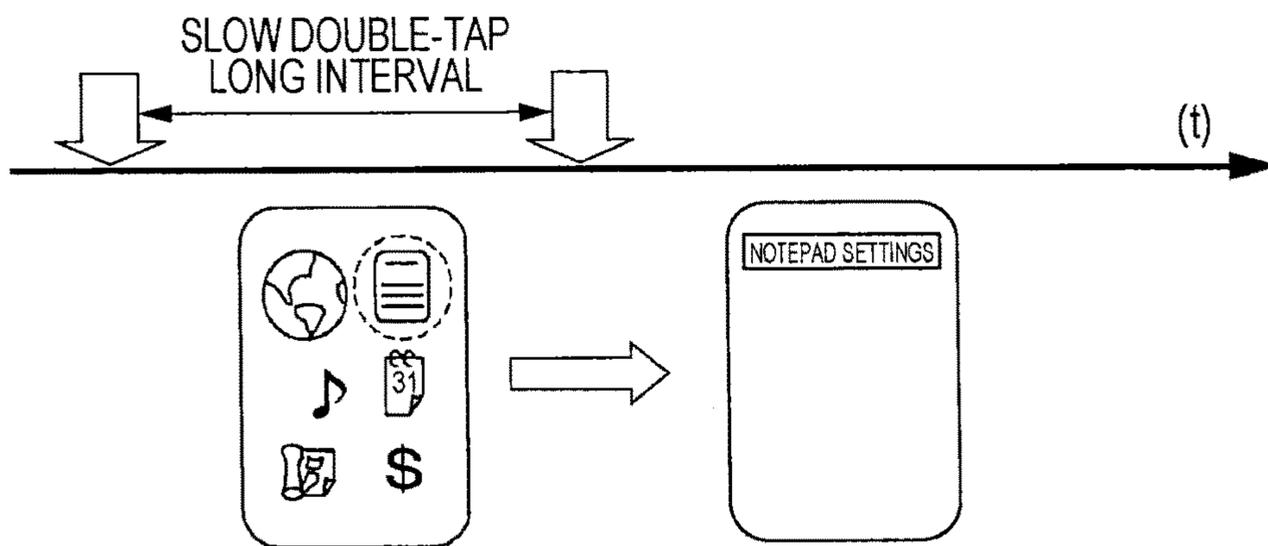 SLOW DOUBLE-TAP
LONG INTERVAL
(t)
NOTEPAD SETTINGS
31
$